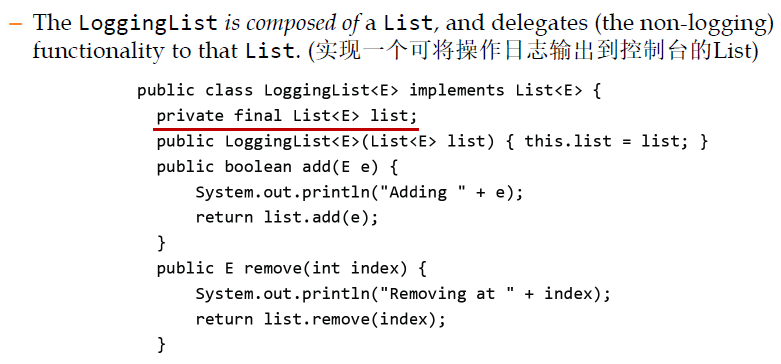 – The LoggingList is composed of a List, and delegates (the non-logging)
functionality to that List. (实现一个可将操作日志输出到控制台的List)
public class LoggingList<E> implements List<E> {
private final List<E> list;
public LoggingList<E>(List<E> list) { this.list = list; }
public boolean add(E e) {
System.out.println("Adding " + e);
return list.add(e);
}
public E remove(int index) {
System.out.println("Removing at " + index);
return list.remove(index);
}